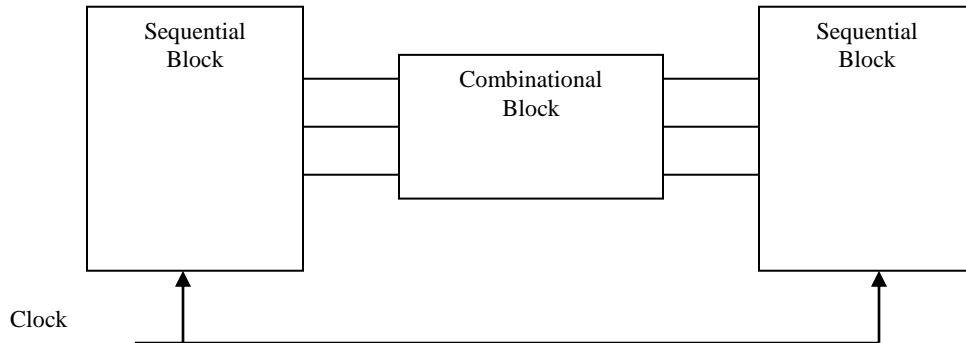 Sequential
Block
Combinational
Block
Sequential
Block
Clock